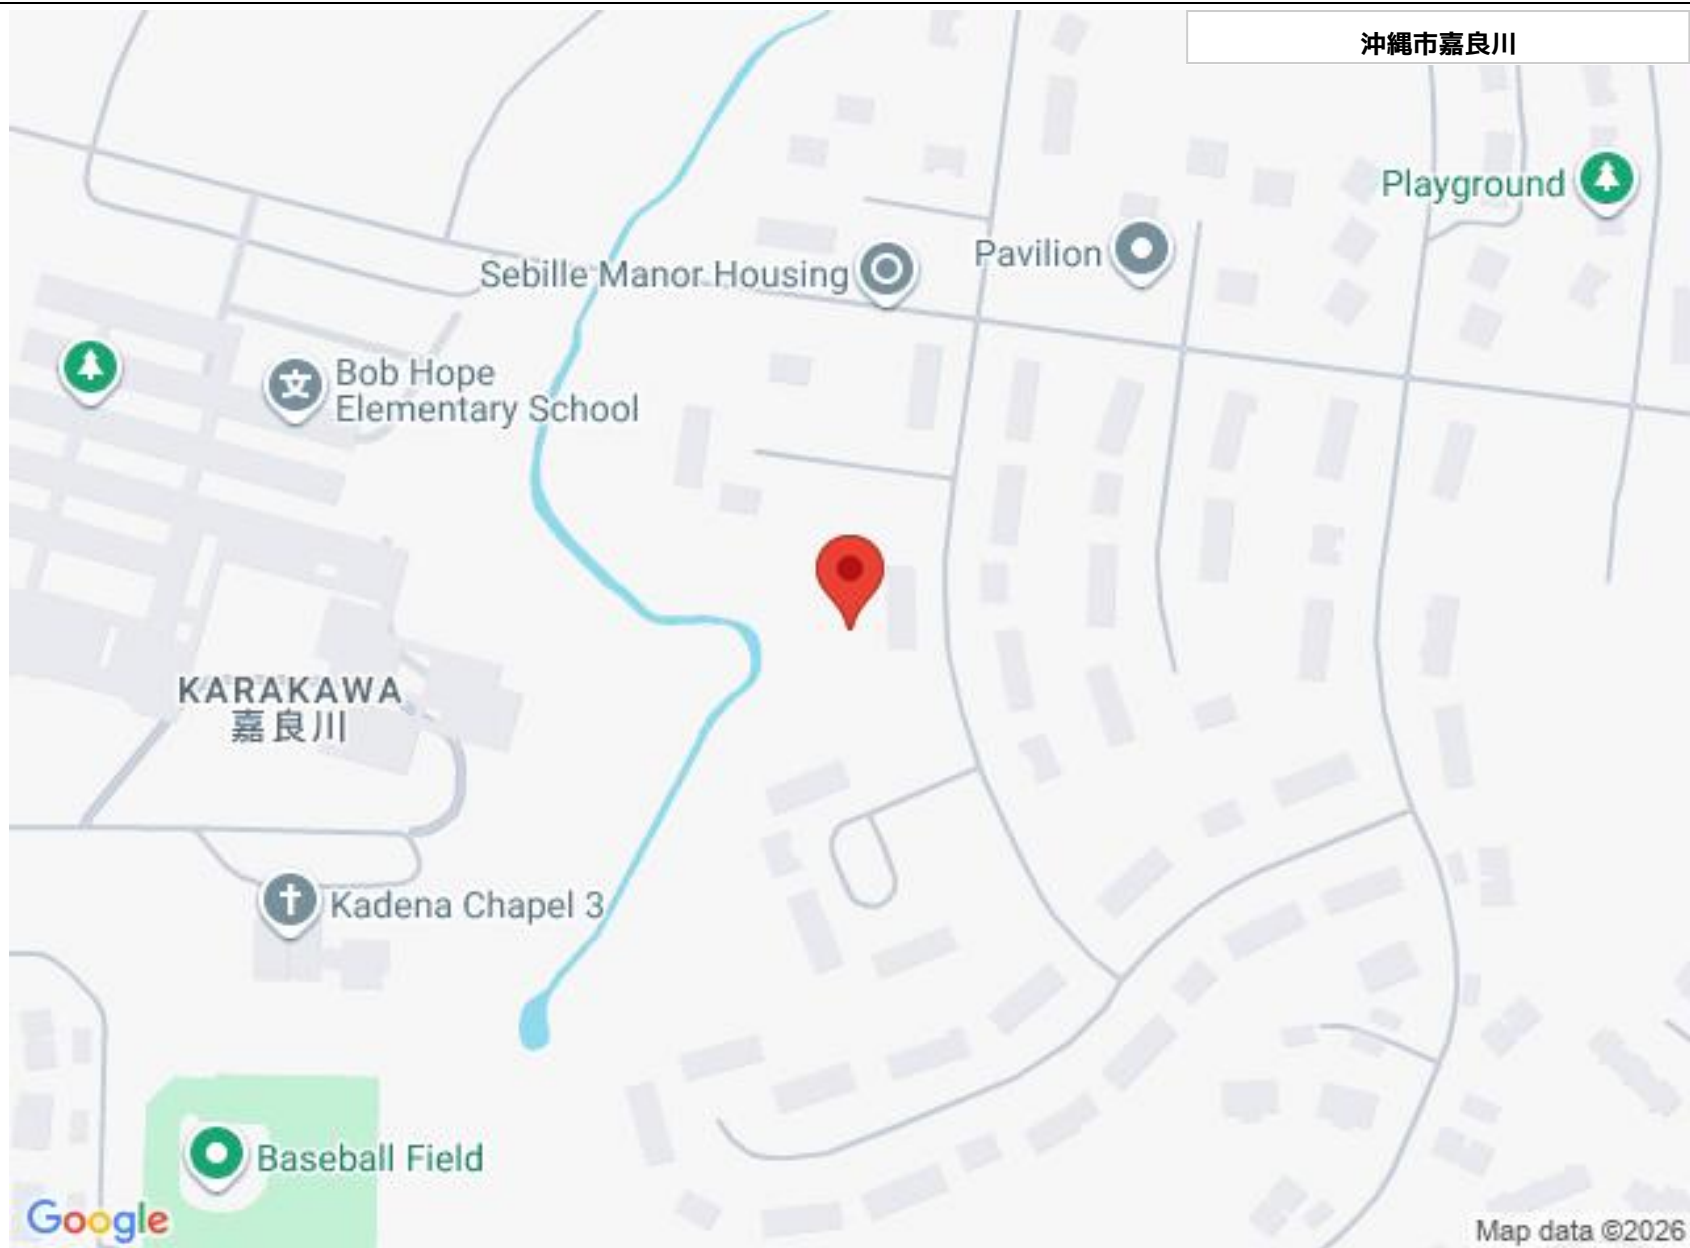 沖縄市嘉良川
Playground
Pavilion
Sebille Manor Housing
Bob Hope
Elementary School
文
KARAKAWA
嘉良川
Kadena Chapel 3
Baseball Field
Google
Map data ©2026